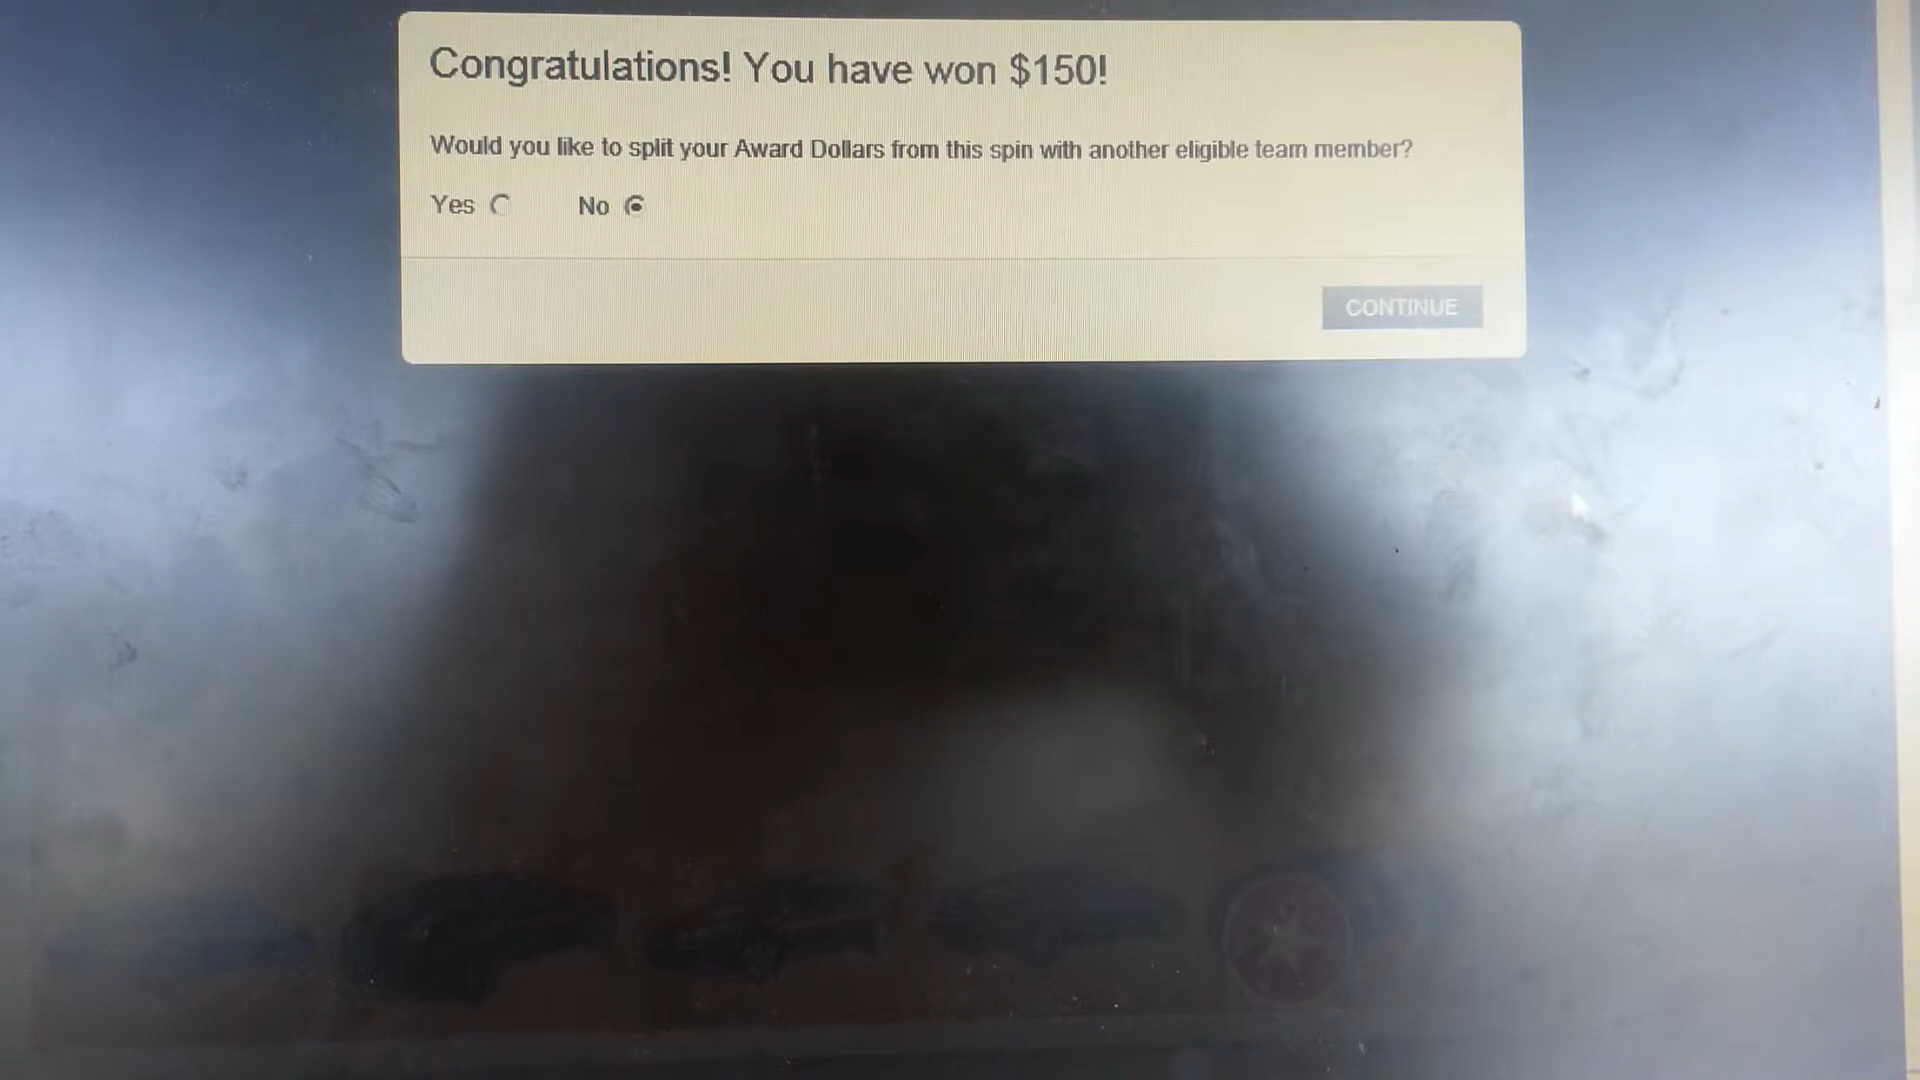 Congratulations! You have won $150!
Would you like to split your Award Dollars from this spin with another eligible team member?
Yes No
CONTINUE